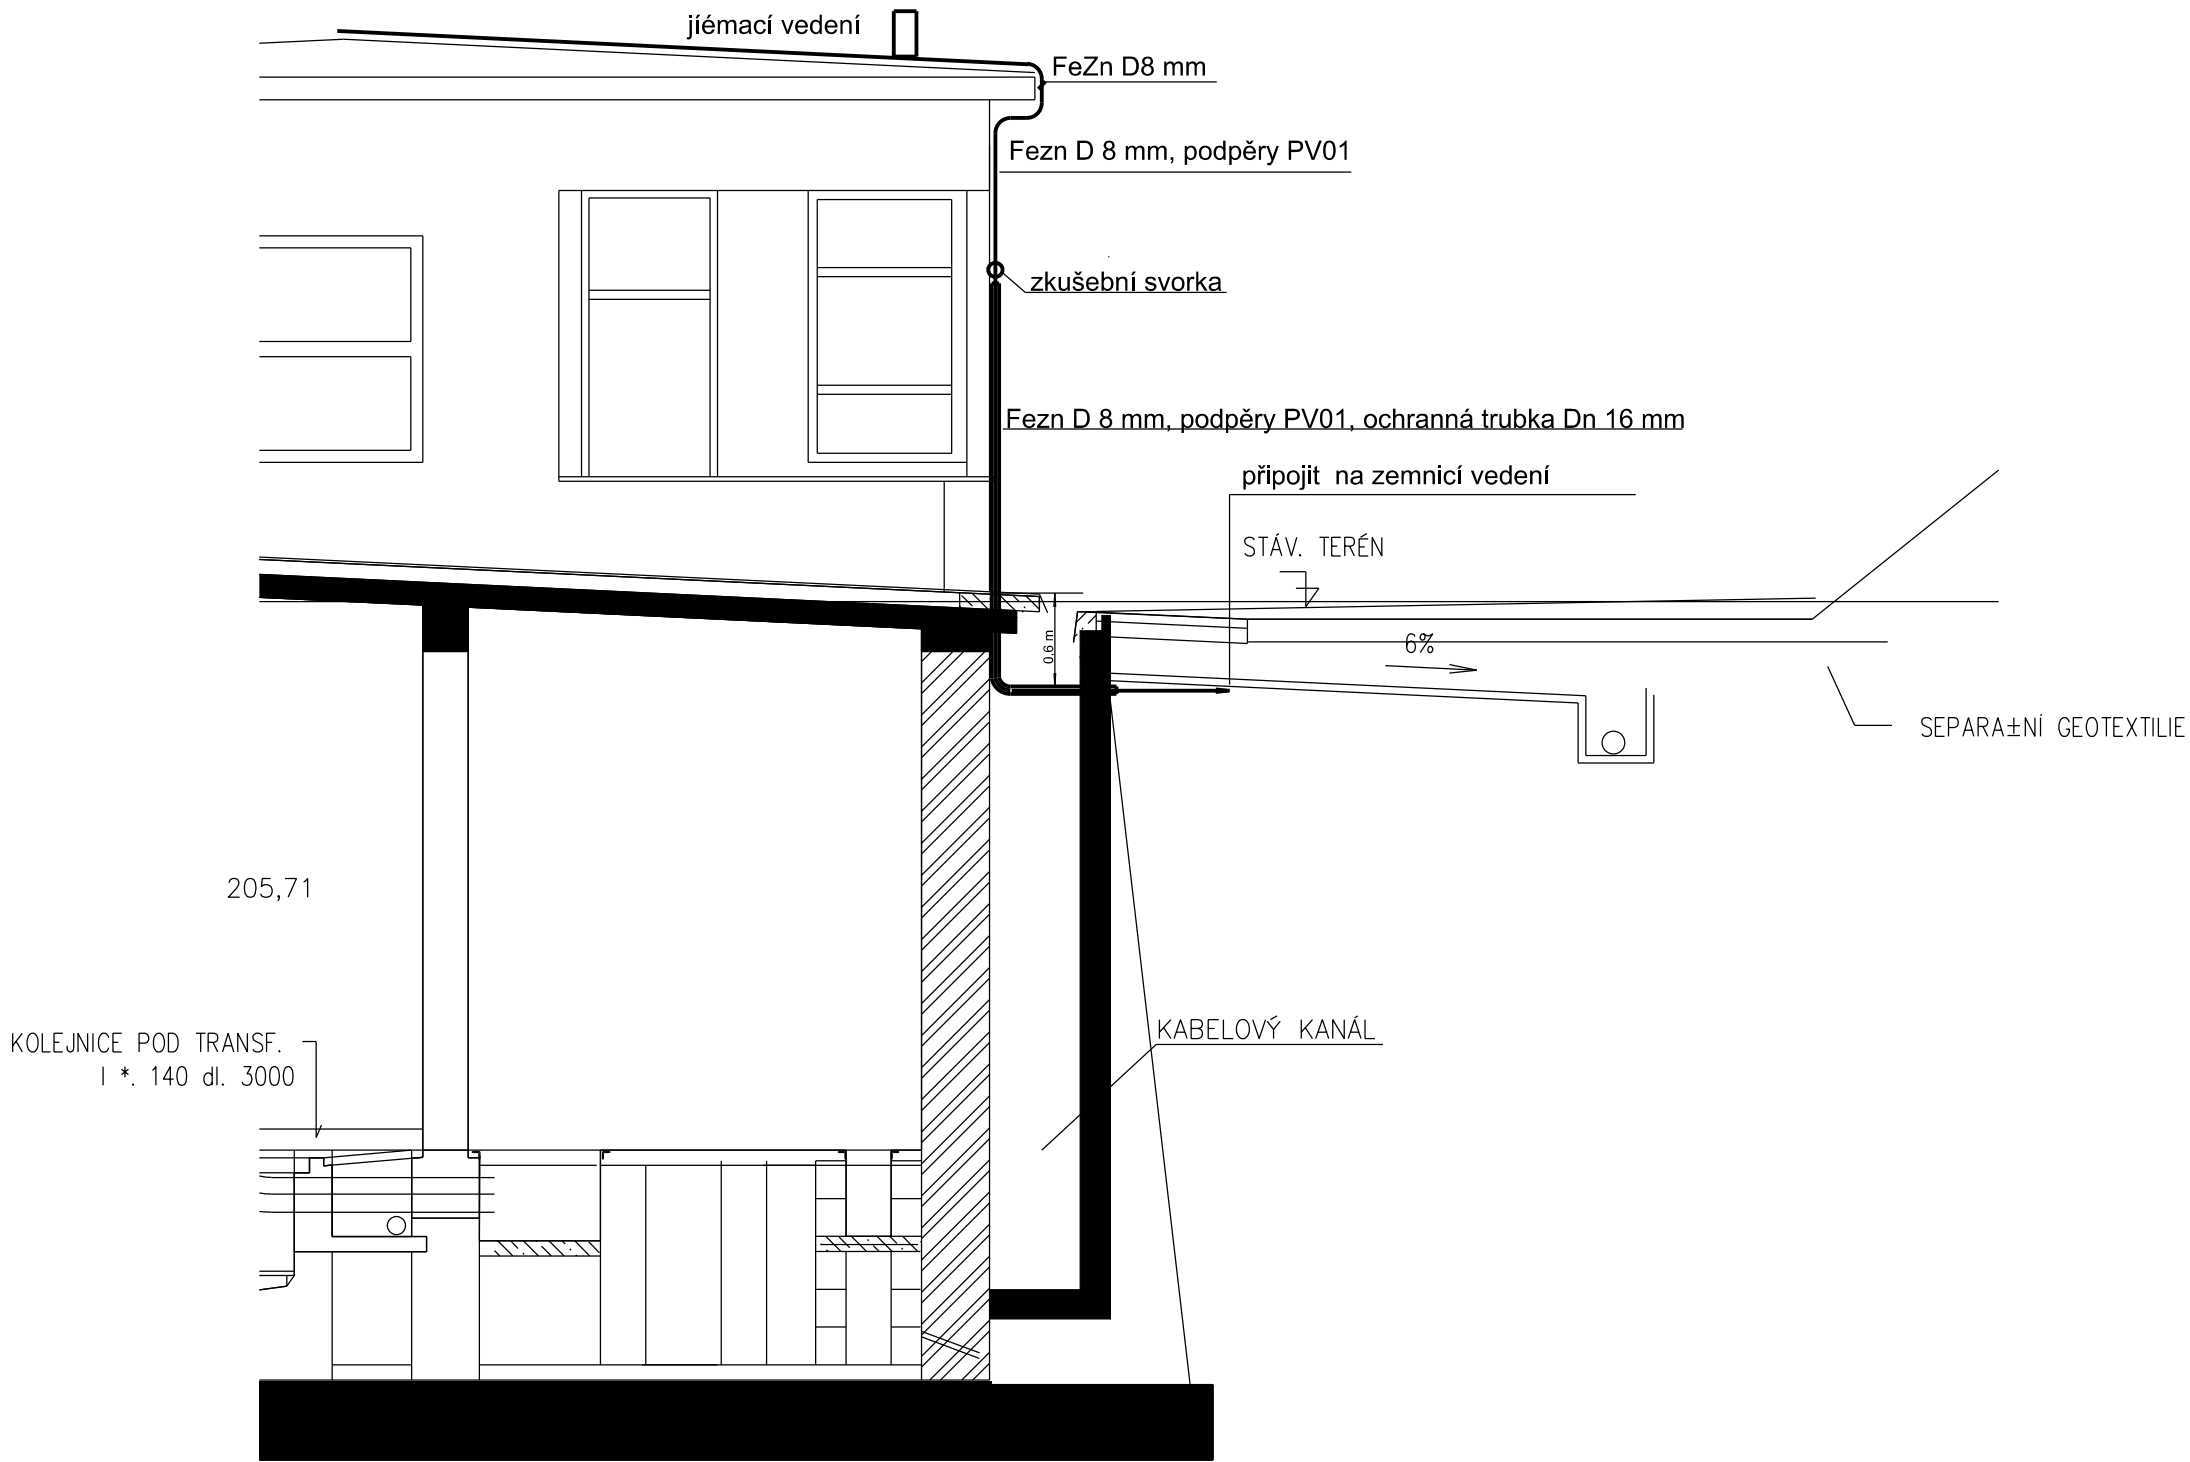 jíémací vedení
FeZn D8 mm
Fezn D 8 mm, podpěry PV01
zkušební svorka
Fezn D 8 mm, podpěry PV01, ochranná trubka Dn 16 mm
připojit na zemnicí vedení
STÁV. TERÉN
0,6 m
6%
SEPARA±NÍ GEOTEXTILIE
205,71
KOLEJNICE POD TRANSF.
I *. 140 dl. 3000
KABELOVÝ KANÁL